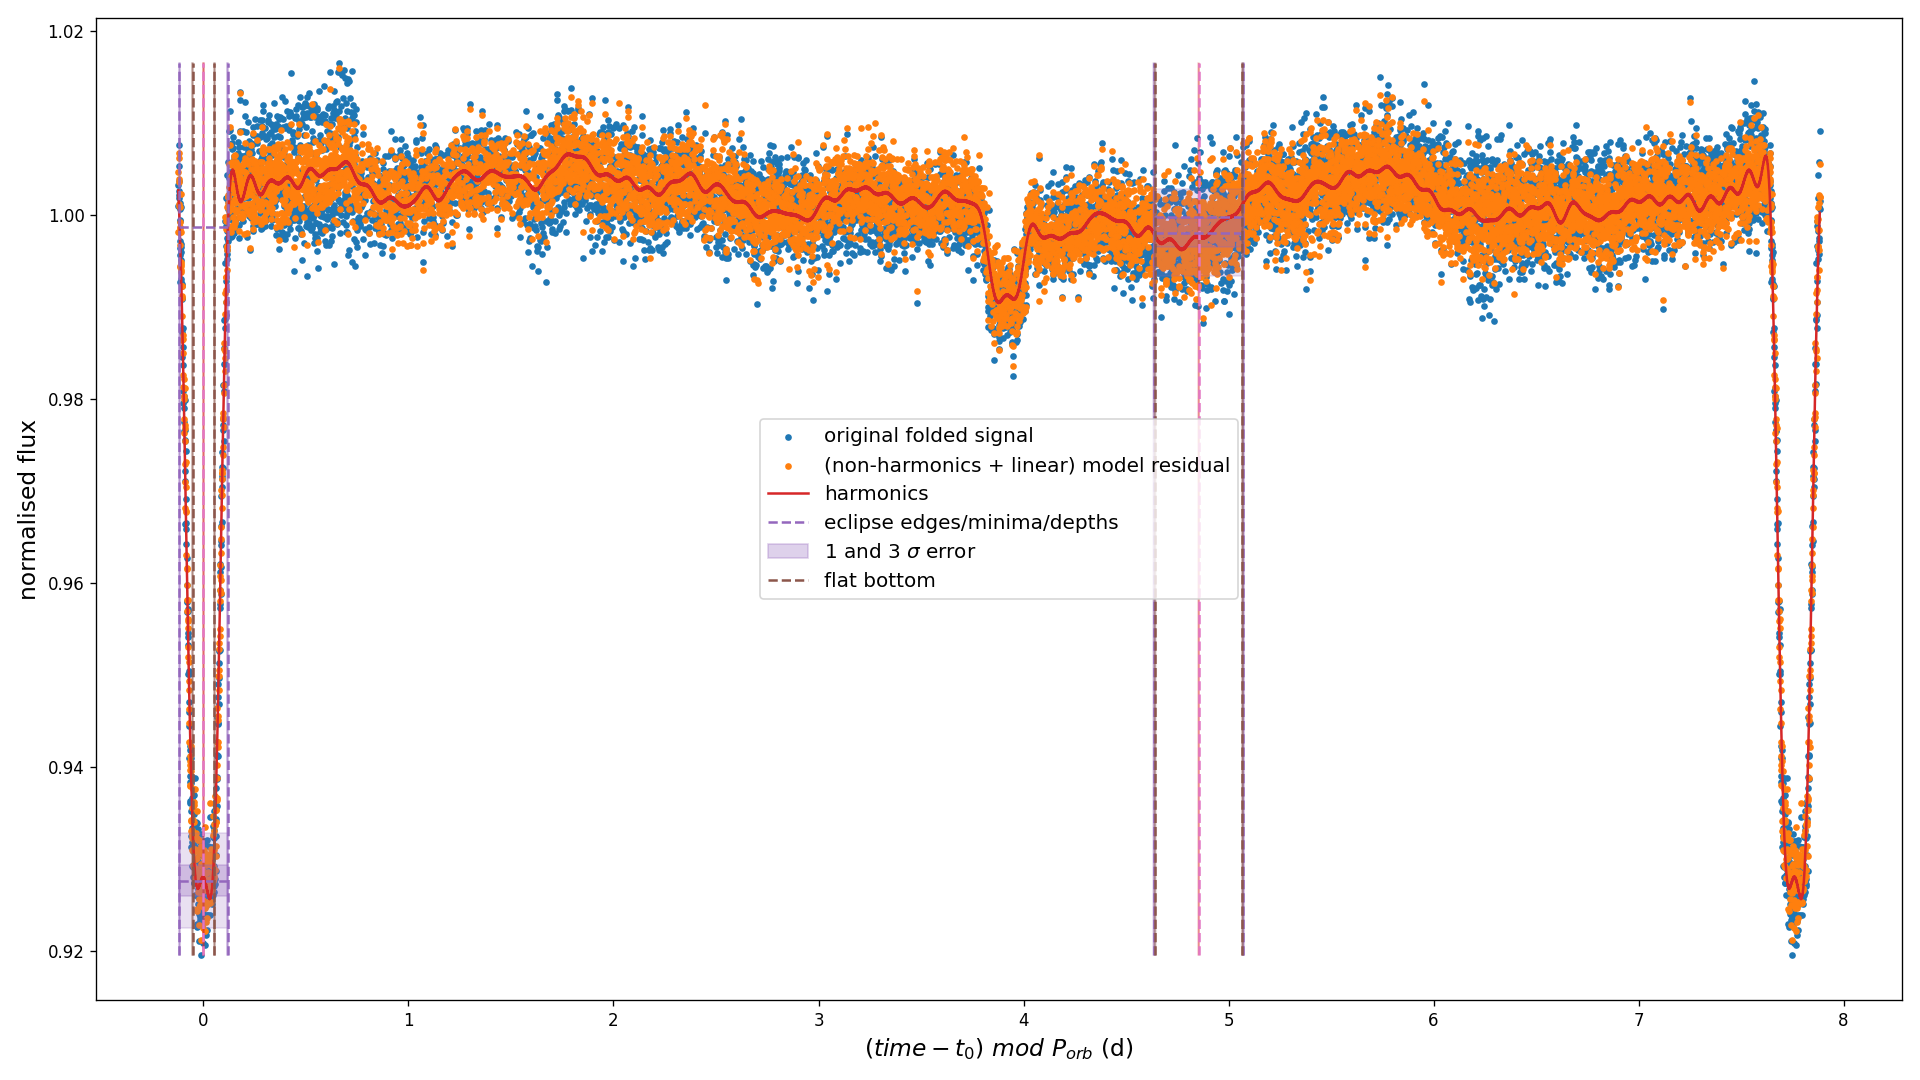 1.02
1.00
0.98
0.96
0.94
0.92
normalised flux
original folded signal
(non-harmonics + linear) model residual
harmonics
eclipse edges/minima/depths
1 and 3 σ error
flat bottom
0 1 2 3 4 5 6 7 8
(time − t₀) mod Pₒᵣb (d)